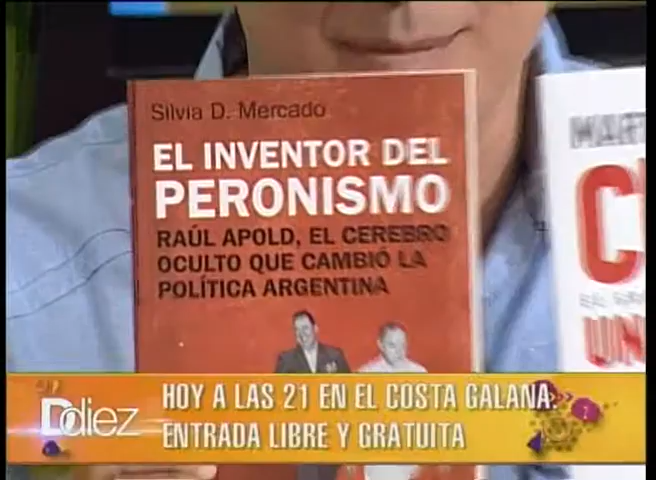 Silvia D. Mercado
EL INVENTOR DEL
PERONISMO
RAÚL APOLD, EL CEREBRO
OCULTO QUE CAMBIÓ LA
POLÍTICA ARGENTINA
Ddiez
HOY A LAS 21 EN EL COSTA GALANA.
ENTRADA LIBRE Y GRATUITA